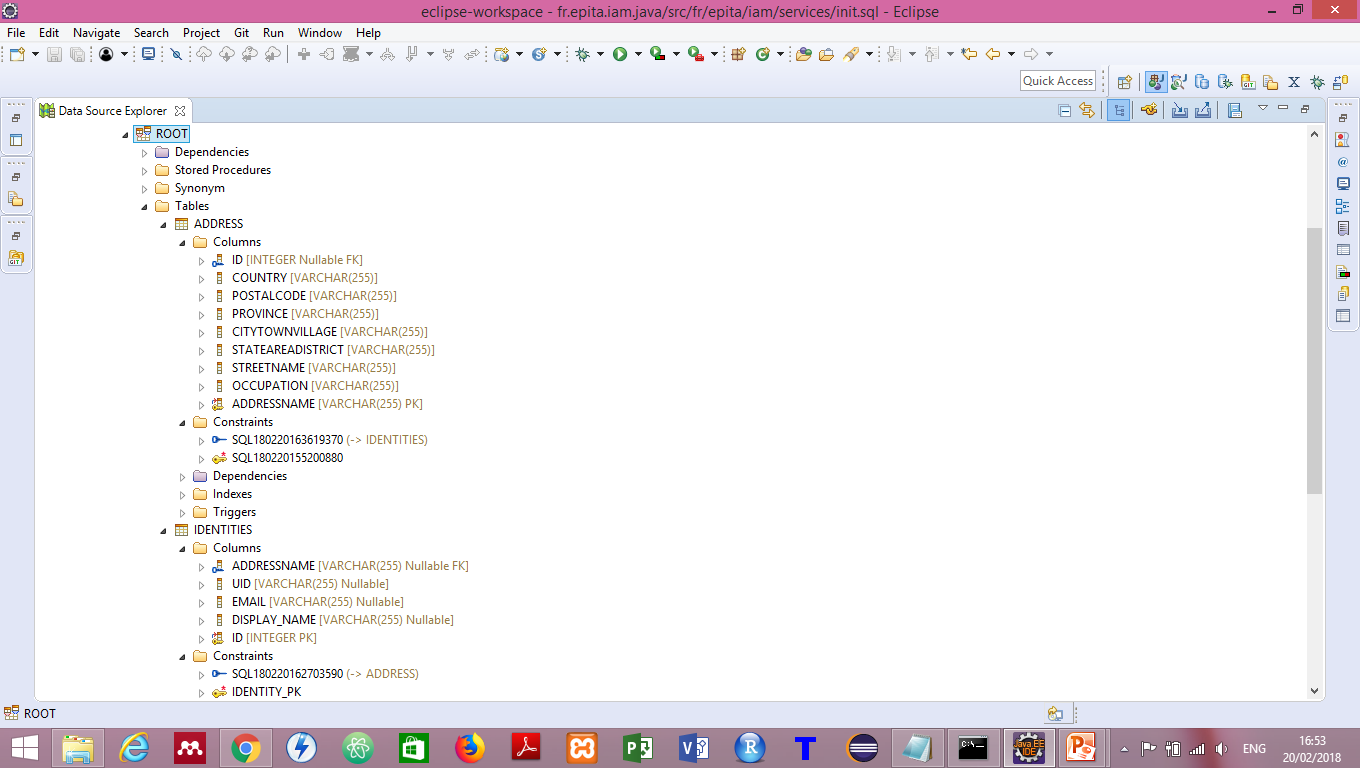 eclipse-workspace - fr.epita.iam.java/src/fr/epita/iam/services/init.sql - Eclipse
File Edit Navigate Search Project Git Run Window Help
Quick Access
Data Source Explorer
ROOT
Dependencies
Stored Procedures
Synonym
Tables
ADDRESS
Columns
ID [INTEGER Nullable FK]
COUNTRY [VARCHAR(255)]
POSTALCODE [VARCHAR(255)]
PROVINCE [VARCHAR(255)]
CITYTOWNVILLAGE [VARCHAR(255)]
STATEAREADISTRICT [VARCHAR(255)]
STREETNAME [VARCHAR(255)]
OCCUPATION [VARCHAR(255)]
ADDRESSNAME [VARCHAR(255) PK]
Constraints
SQL180220163619370 (-> IDENTITIES)
SQL180220155200880
Dependencies
Indexes
Triggers
IDENTITIES
Columns
ADDRESSNAME [VARCHAR(255) Nullable FK]
UID [VARCHAR(255) Nullable]
EMAIL [VARCHAR(255) Nullable]
DISPLAY_NAME [VARCHAR(255) Nullable]
ID [INTEGER PK]
Constraints
SQL180220162703590 (-> ADDRESS)
IDENTITY_PK
ROOT
ENG
16:53
20/02/2018